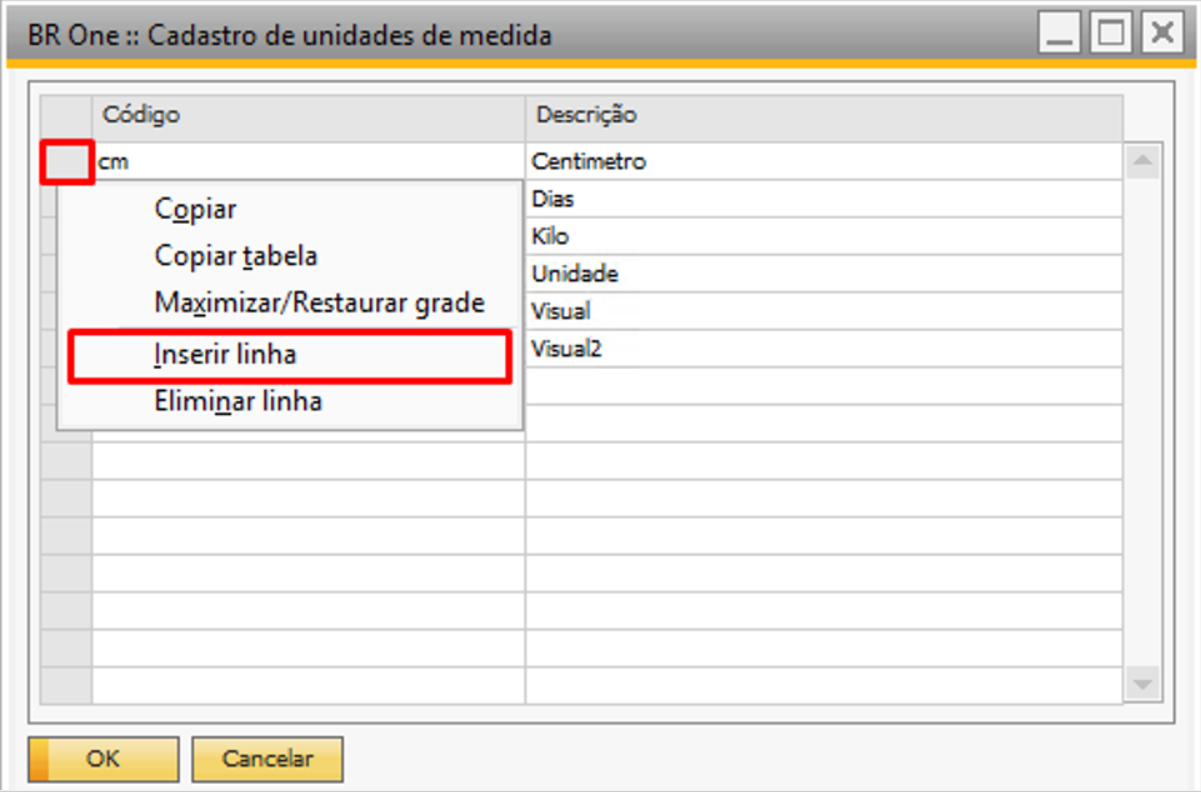 BR One :: Cadastro de unidades de medida
Código Descrição
cm Centimetro
Dias
Kilo
Unidade
Visual
Visual2
Copiar
Copiar tabela
Maximizar/Restaurar grade
Inserir linha
Eliminar linha
OK Cancelar